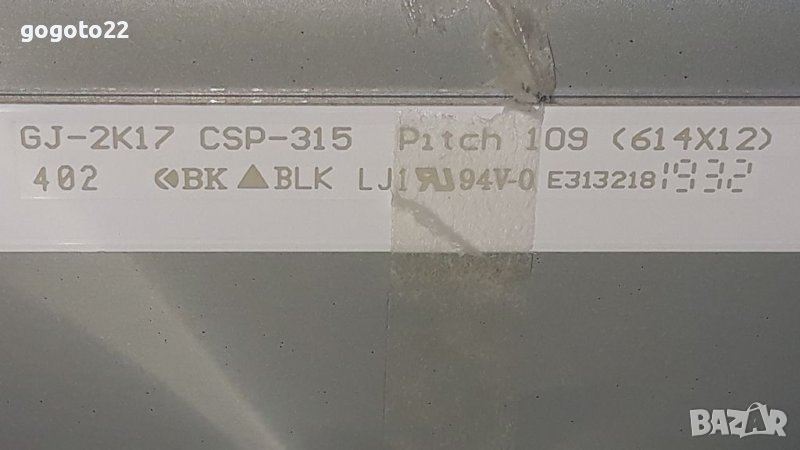 gogoto22
GJ-2K17 CSP-315 Pitch 109 (614X12)
402 BK BLK LJ1 94V-0 E313218 1932
BAZAR